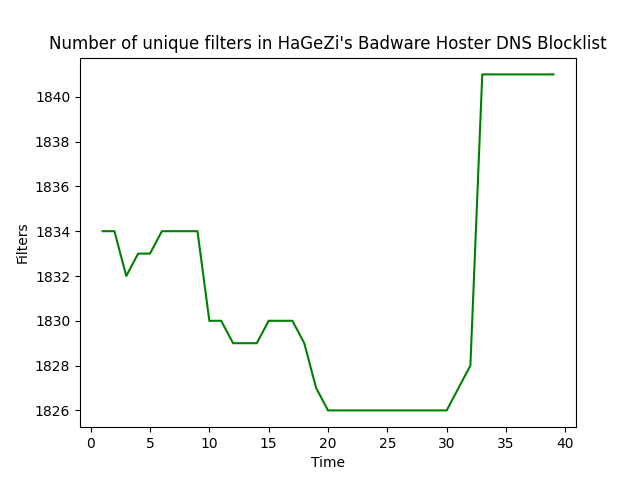 Number of unique filters in HaGeZi's Badware Hoster DNS Blocklist
1840
1838
1836
1834
1832
1830
1828
1826
Filters
0 5 10 15 20 25 30 35 40
Time